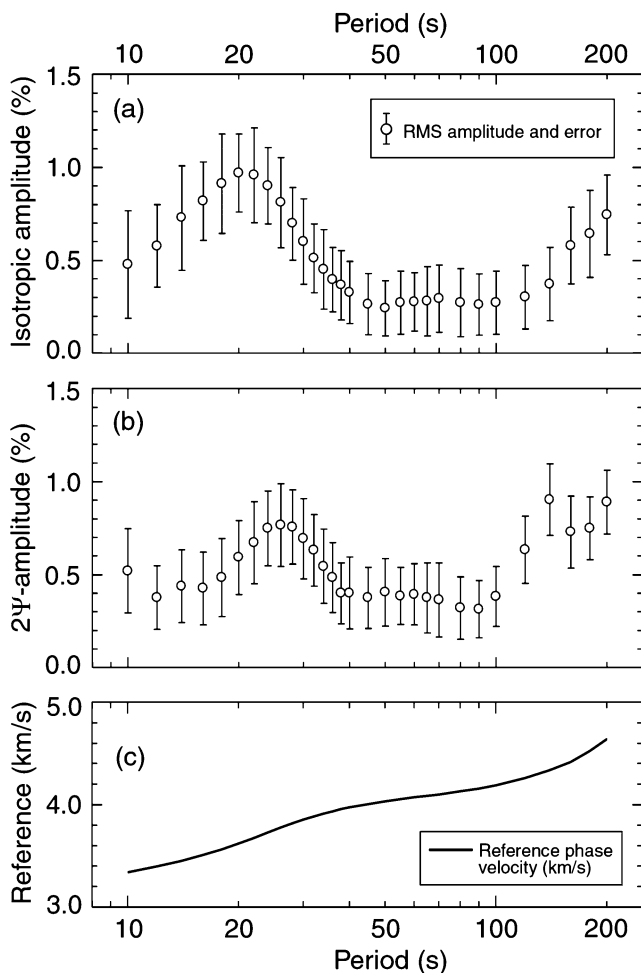 Period (s)
10 20 50 100 200
1.5
1.0
0.5
0.0
Isotropic amplitude (%)
(a)
RMS amplitude and error
1.5
1.0
0.5
0.0
2Ψ-amplitude (%)
(b)
5.0
4.0
3.0
Reference (km/s)
(c)
Reference phase
velocity (km/s)
10 20 50 100 200
Period (s)